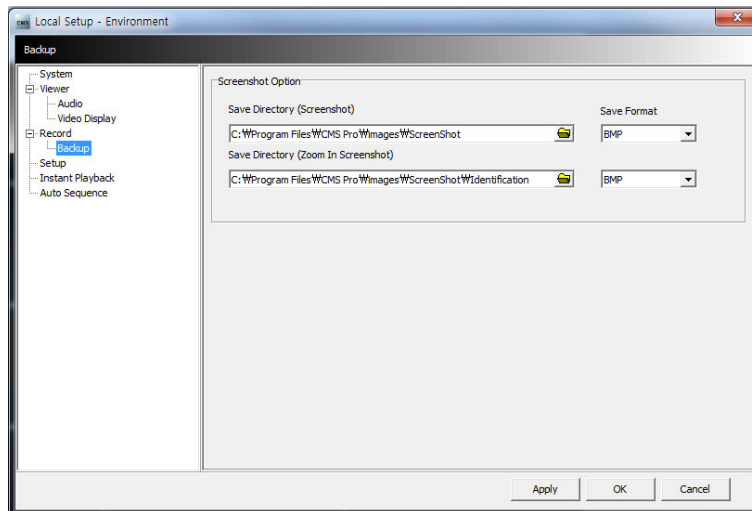 CMS Local Setup - Environment
Backup
System
Viewer
Audio
Video Display
Record
Backup
Setup
Instant Playback
Auto Sequence
Screenshot Option
Save Directory (Screenshot) Save Format
C:₩Program Files₩CMS Pro₩images₩ScreenShot BMP
Save Directory (Zoom In Screenshot)
C:₩Program Files₩CMS Pro₩images₩ScreenShot₩Identification BMP
Apply OK Cancel